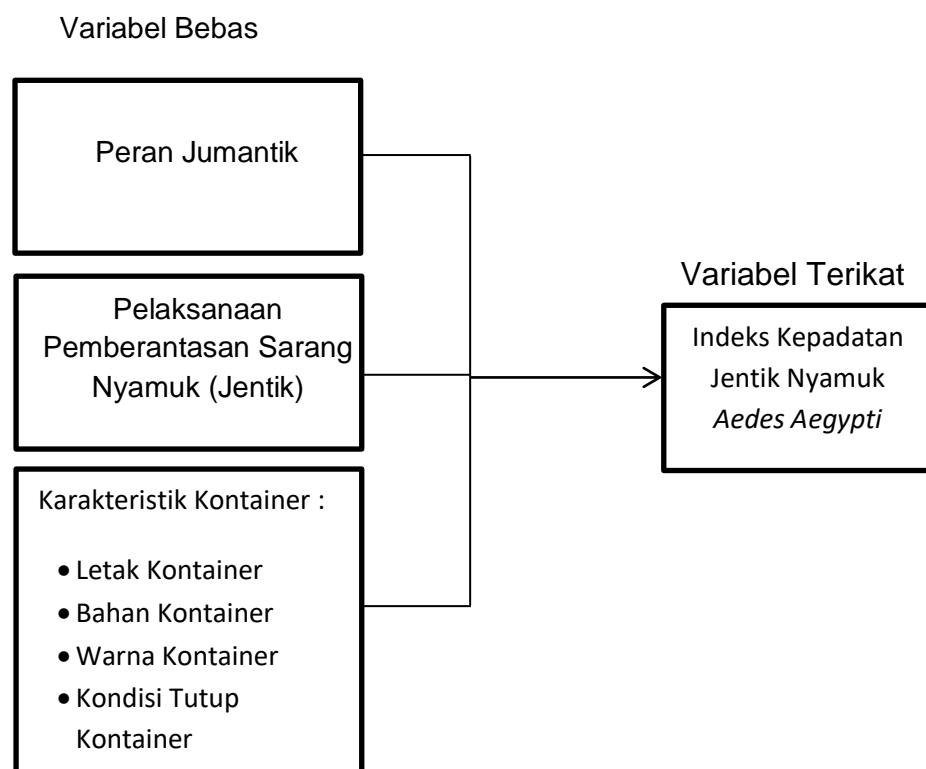 Variabel Bebas
Peran Jumantik
Pelaksanaan
Pemberantasan Sarang
Nyamuk (Jentik)
Karakteristik Kontainer :
• Letak Kontainer
• Bahan Kontainer
• Warna Kontainer
• Kondisi Tutup
Kontainer
Variabel Terikat
Indeks Kepadatan
Jentik Nyamuk
Aedes Aegypti